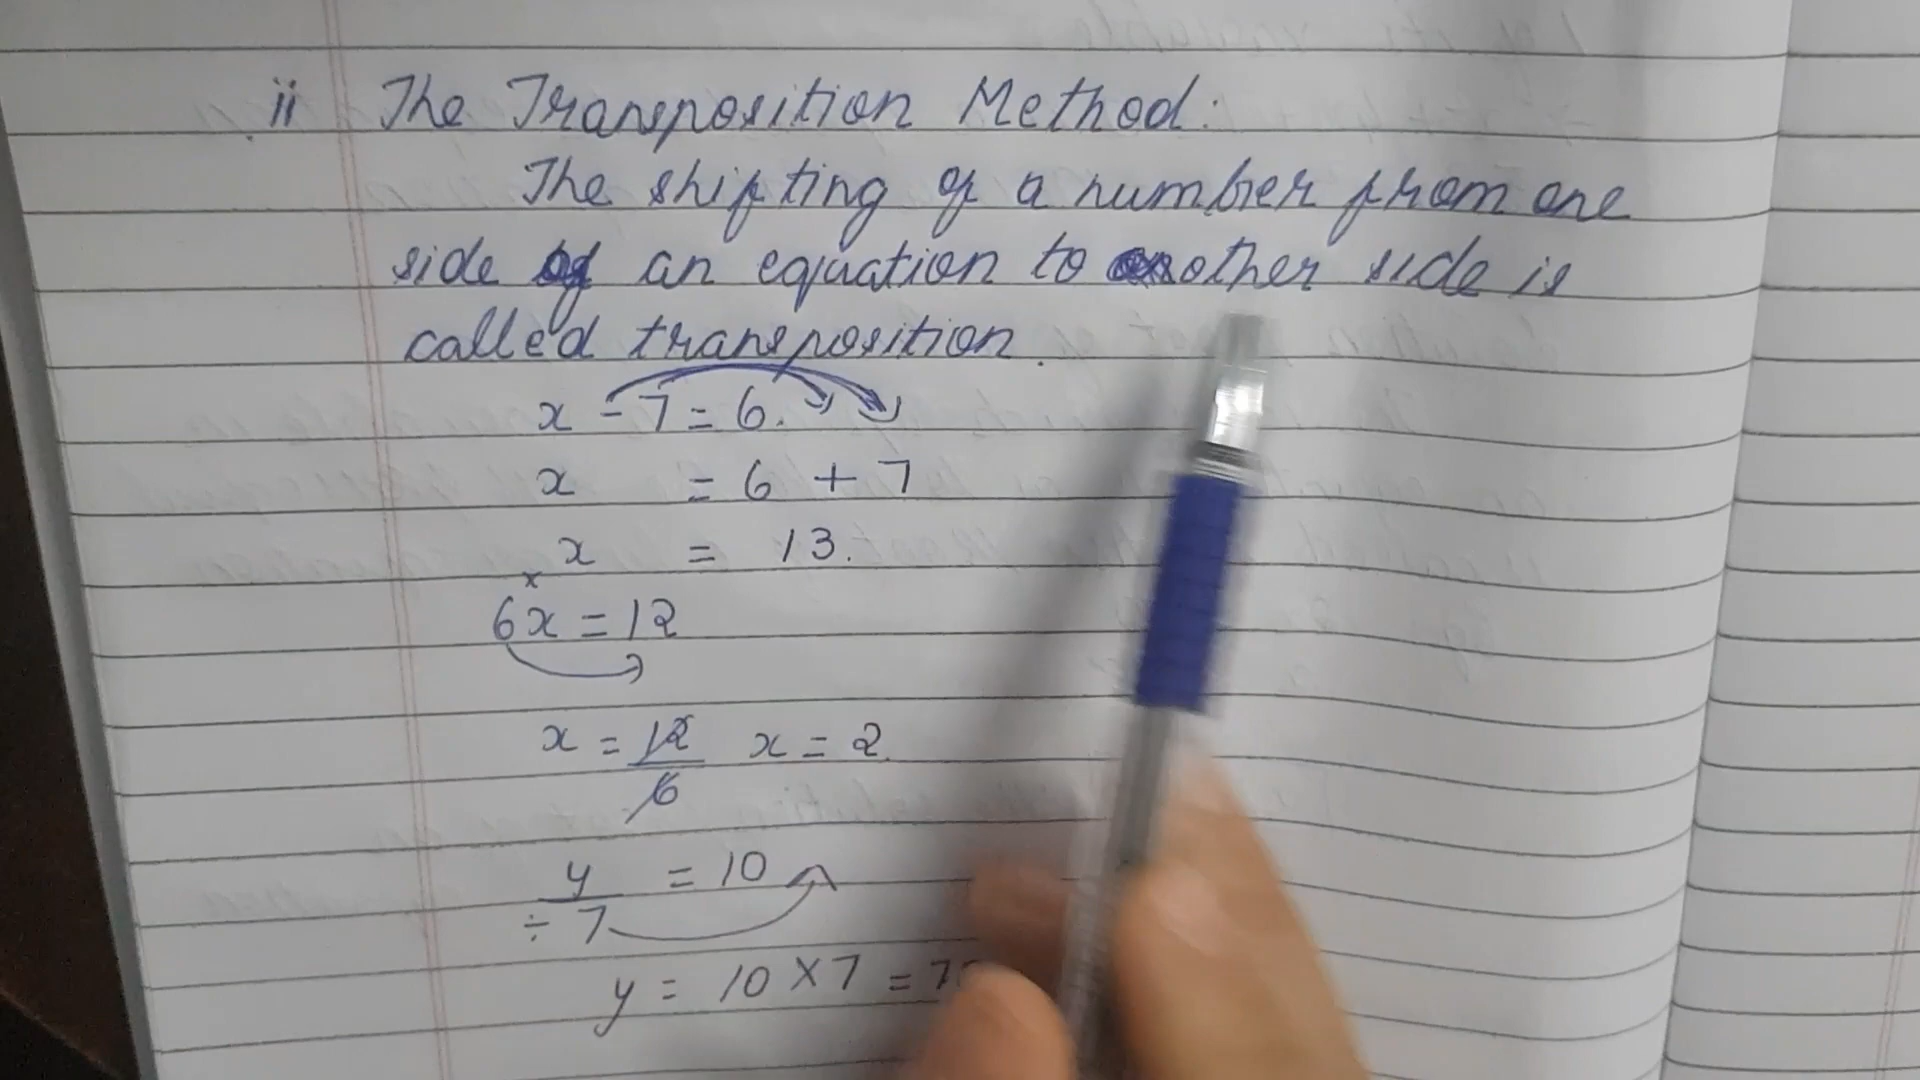 ii The Transposition Method:
The shifting of a number from one
side of an equation to other side is
called transposition.
x - 7 = 6.
x = 6 + 7
x = 13.
x
6x = 12
x = 12/6 x = 2.
y/÷ 7 = 10
y = 10 × 7 =